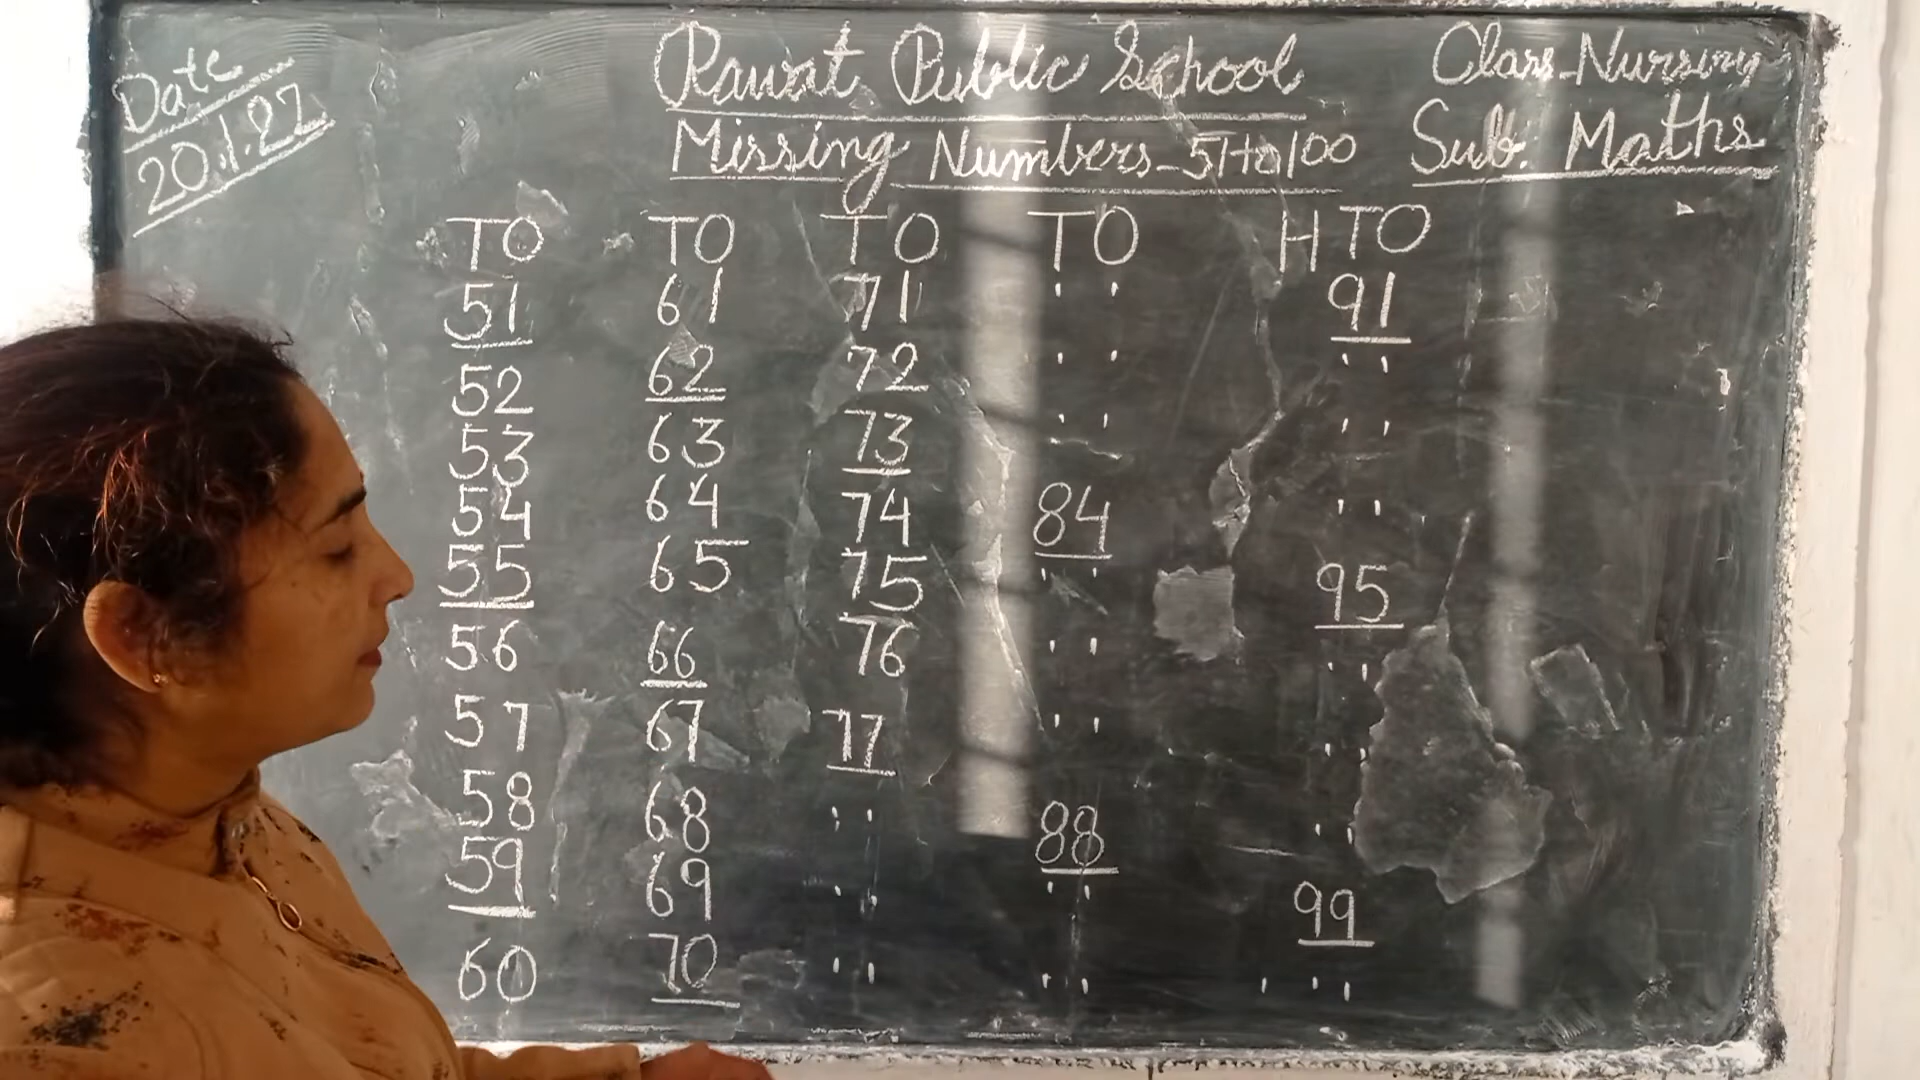 Date
20.1.27
Rawat Public School
Missing Numbers - 51 to 100
Class - Nursing
Sub. Maths
TO TO TO TO HTO
51 61 71 91
52 62 72
53 63 73
54 64 74 84
55 65 75 95
56 66 76
57 67 77
58 68 88
59 69 99
60 70